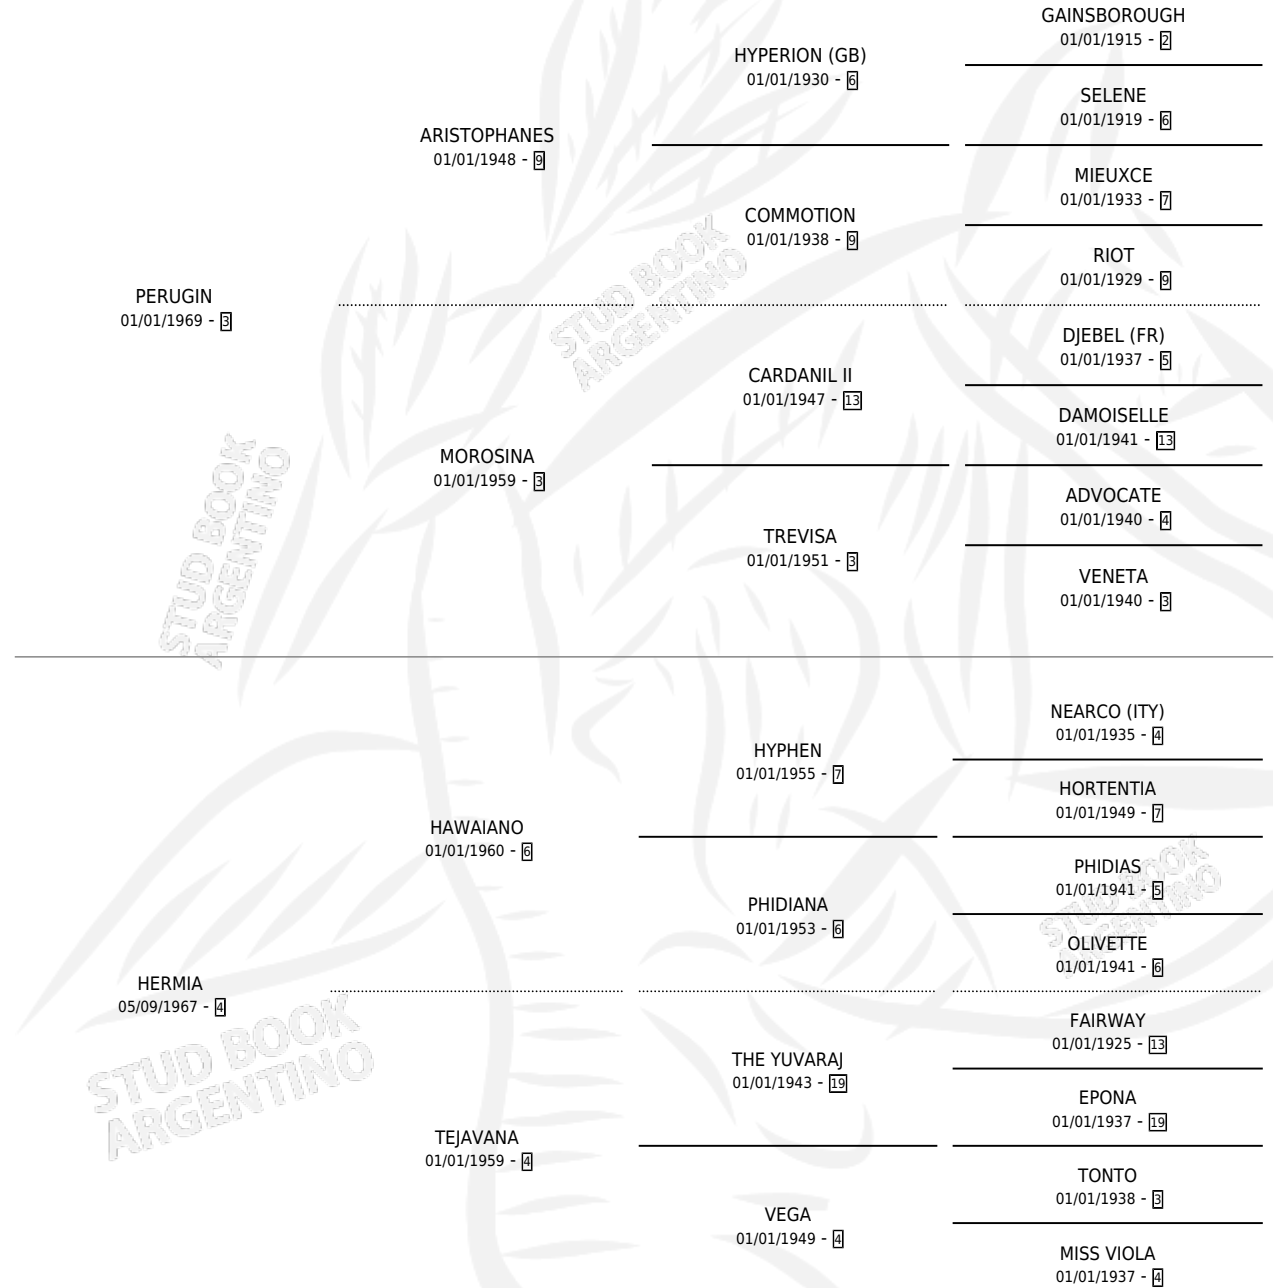 GAINSBOROUGH
01/01/1915 - 2
HYPERION (GB)
01/01/1930 - 6
SELENE
01/01/1919 - 6
ARISTOPHANES
01/01/1948 - 9
MIEUXCE
01/01/1933 - 7
COMMOTION
01/01/1938 - 9
RIOT
01/01/1929 - 9
PERUGIN
01/01/1969 - 3
STUD BOOK
ARGENTINO
DJEBEL (FR)
01/01/1937 - 5
CARDANIL II
01/01/1947 - 13
DAMOISELLE
01/01/1941 - 13
MOROSINA
01/01/1959 - 3
ADVOCATE
01/01/1940 - 4
TREVISA
01/01/1951 - 3
VENETA
01/01/1940 - 3
STUD BOOK
ARGENTINO
NEARCO (ITY)
01/01/1935 - 4
HYPHEN
01/01/1955 - 7
HORTENTIA
01/01/1949 - 7
HAWAIANO
01/01/1960 - 6
PHIDIAS
01/01/1941 - 5
PHIDIANA
01/01/1953 - 6
STUD BOOK
ARGENTINO
OLIVETTE
01/01/1941 - 6
HERMIA
05/09/1967 - 4
FAIRWAY
01/01/1925 - 13
THE YUVARAJ
01/01/1943 - 19
EPONA
01/01/1937 - 19
STUD BOOK
ARGENTINO
TEJAVANA
01/01/1959 - 4
TONTO
01/01/1938 - 3
VEGA
01/01/1949 - 4
MISS VIOLA
01/01/1937 - 4